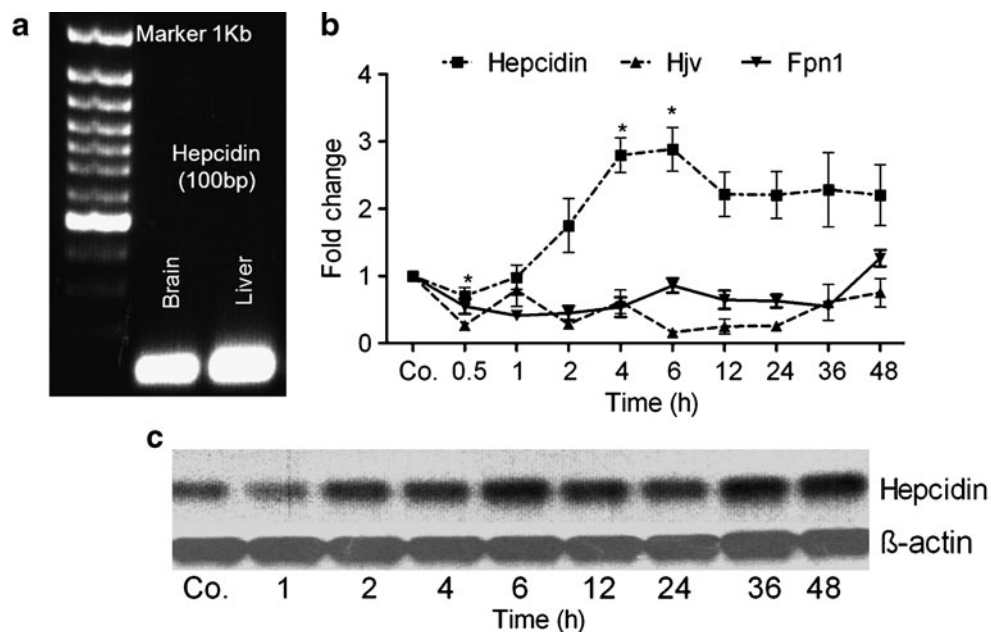 a
Marker 1Kb
Hepcidin
(100bp)
Brain
Liver
b
Hepcidin
Hjv
Fpn1
Fold change
4
3
2
1
0
*
*
*
Co. 0.5 1 2 4 6 12 24 36 48
Time (h)
c
Hepcidin
ß-actin
Co. 1 2 4 6 12 24 36 48
Time (h)